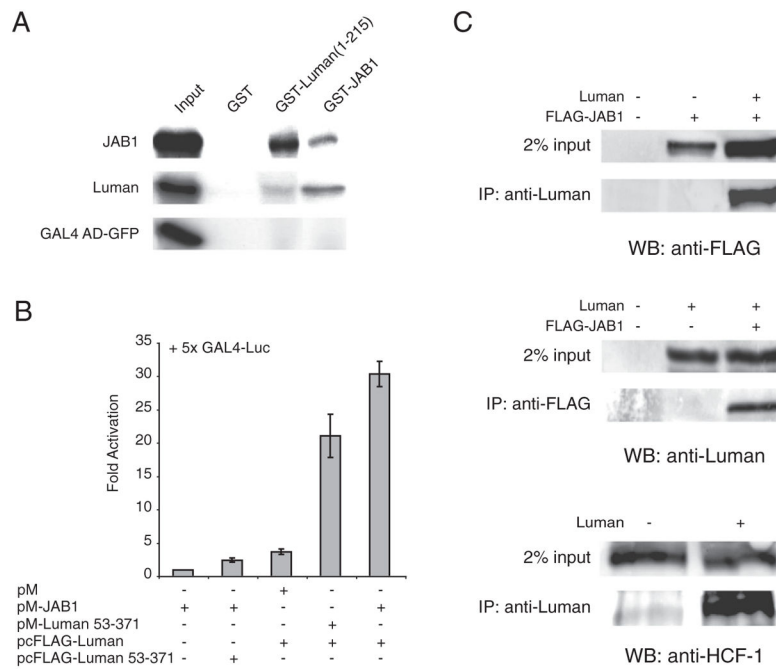 A
Input
GST
GST-Luman(1-215)
GST-JAB1
JAB1
Luman
GAL4 AD-GFP
B
+ 5x GAL4-Luc
Fold Activation
35
30
25
20
15
10
5
0
pM - - + - -
pM-JAB1 + + - - +
pM-Luman 53-371 - - - + -
pcFLAG-Luman - - + + +
pcFLAG-Luman 53-371 - + - - -
C
Luman - - +
FLAG-JAB1 - + +
2% input
IP: anti-Luman
WB: anti-FLAG
Luman - + +
FLAG-JAB1 - - +
2% input
IP: anti-FLAG
WB: anti-Luman
Luman - +
2% input
IP: anti-Luman
WB: anti-HCF-1